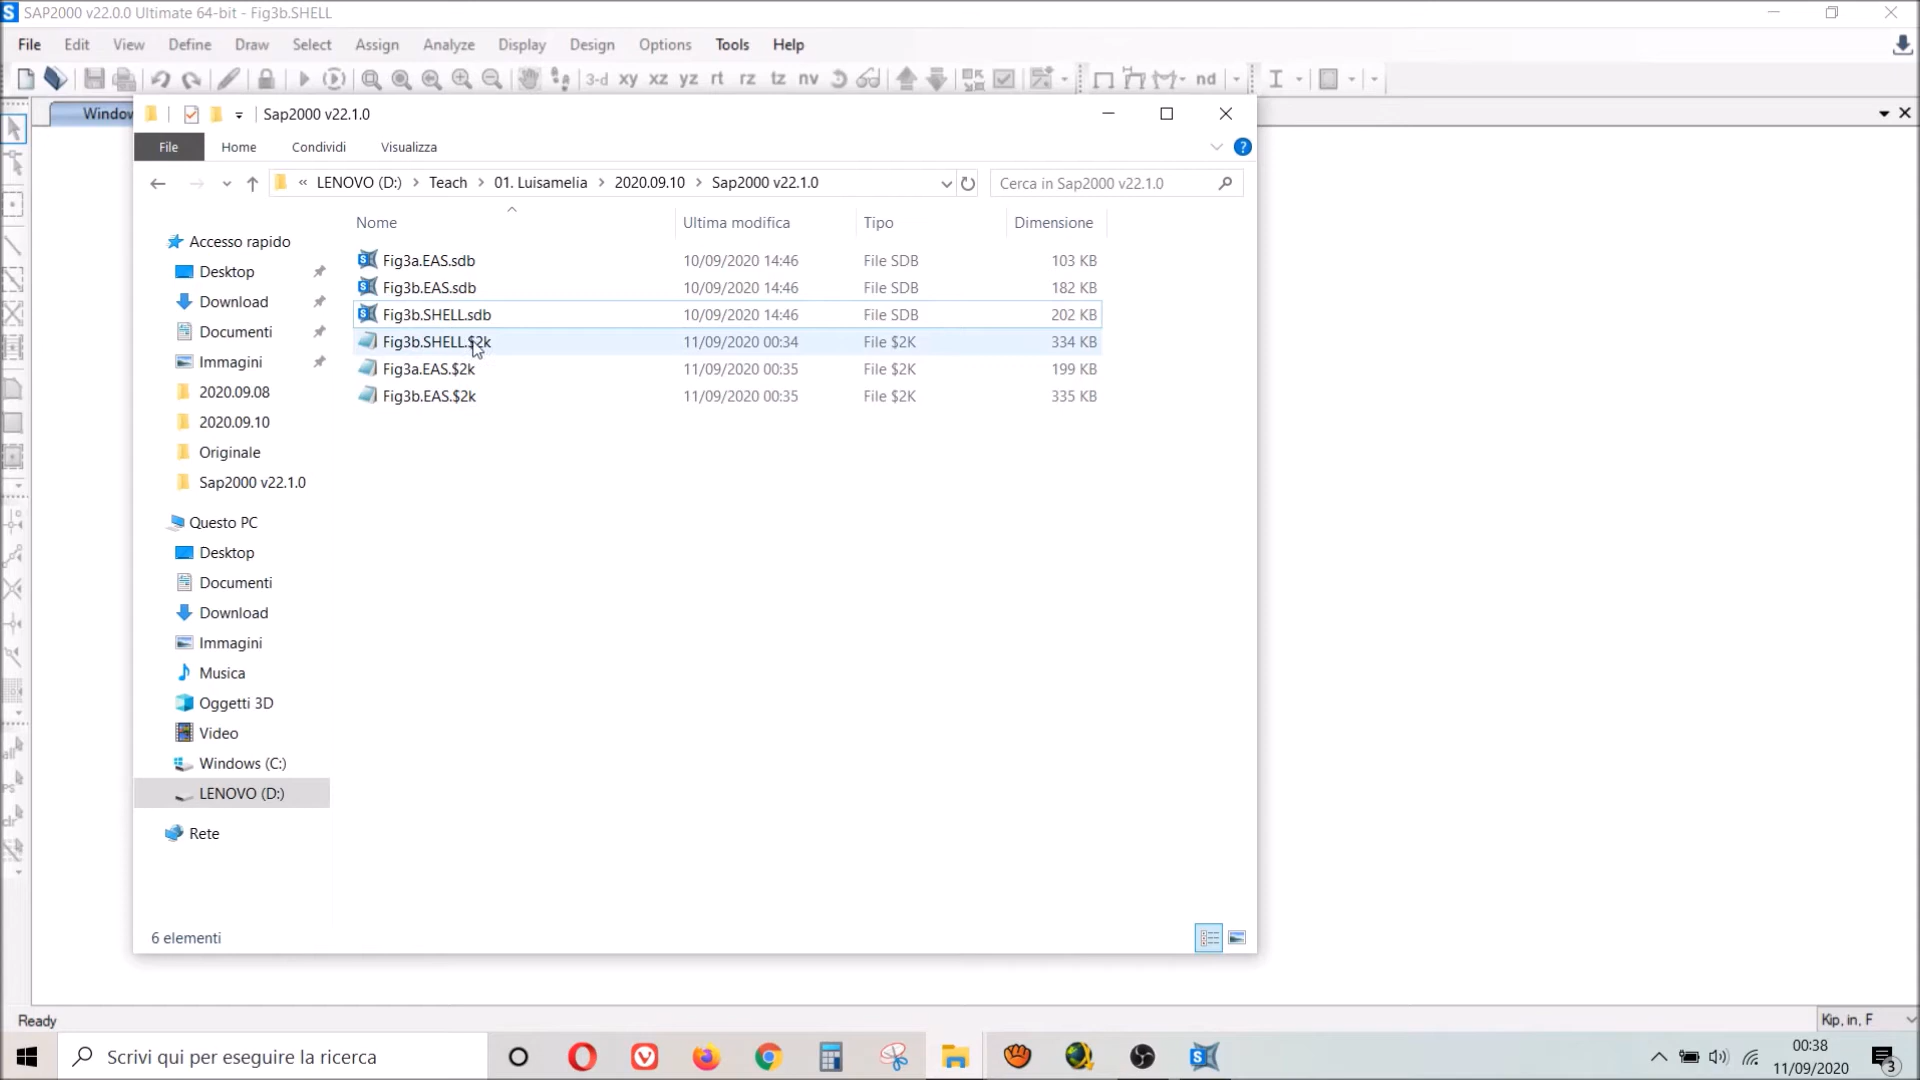 SAP2000 v22.0.0 Ultimate 64-bit - Fig3b.SHELL
File Edit View Define Draw Select Assign Analyze Display Design Options Tools Help
3-d xy xz yz rt rz tz nv nd
Window
Sap2000 v22.1.0
File Home Condividi Visualizza
« LENOVO (D:) > Teach > 01. Luisamelia > 2020.09.10 > Sap2000 v22.1.0
Cerca in Sap2000 v22.1.0
Nome Ultima modifica Tipo Dimensione
Fig3a.EAS.sdb 10/09/2020 14:46 File SDB 103 KB
Fig3b.EAS.sdb 10/09/2020 14:46 File SDB 182 KB
Fig3b.SHELL.sdb 10/09/2020 14:46 File SDB 202 KB
Fig3b.SHELL.$2k 11/09/2020 00:34 File $2K 334 KB
Fig3a.EAS.$2k 11/09/2020 00:35 File $2K 199 KB
Fig3b.EAS.$2k 11/09/2020 00:35 File $2K 335 KB
Accesso rapido
Desktop
Download
Documenti
Immagini
2020.09.08
2020.09.10
Originale
Sap2000 v22.1.0
Questo PC
Desktop
Documenti
Download
Immagini
Musica
Oggetti 3D
Video
Windows (C:)
LENOVO (D:)
Rete
6 elementi
all
ps
clr
Ready
Kip, in, F
Scrivi qui per eseguire la ricerca
00:38
11/09/2020
3